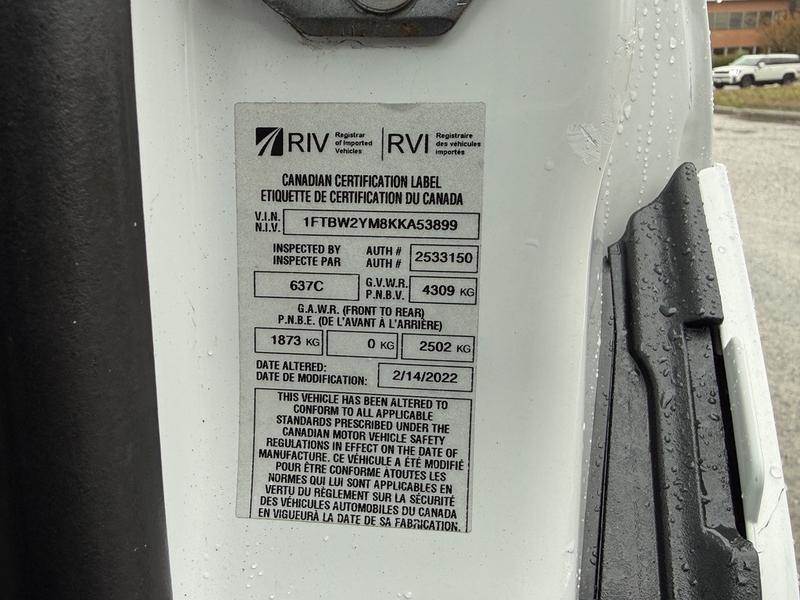 RIV Registrar of Imported Vehicles | RVI Registraire des véhicules importés
CANADIAN CERTIFICATION LABEL
ETIQUETTE DE CERTIFICATION DU CANADA
V.I.N. N.I.V. 1FTBW2YM8KKA53899
INSPECTED BY AUTH # 2533150
INSPECTE PAR AUTH #
637C G.V.W.R. P.N.B.V. 4309 KG
G.A.W.R. (FRONT TO REAR)
P.N.B.E. (DE L'AVANT À L'ARRIÈRE)
1873 KG 0 KG 2502 KG
DATE ALTERED:
DATE DE MODIFICATION: 2/14/2022
THIS VEHICLE HAS BEEN ALTERED TO
CONFORM TO ALL APPLICABLE
STANDARDS PRESCRIBED UNDER THE
CANADIAN MOTOR VEHICLE SAFETY
REGULATIONS IN EFFECT ON THE DATE OF
MANUFACTURE. CE VÉHICULE A ÉTÉ MODIFIÉ
POUR ÊTRE CONFORME ÀTOUTES LES
NORMES QUI LUI SONT APPLICABLES EN
VERTU DU RÈGLEMENT SUR LA SÉCURITÉ
DES VÉHICULES AUTOMOBILES DU CANADA
EN VIGUEURÀ LA DATE DE SA FABRICATION.